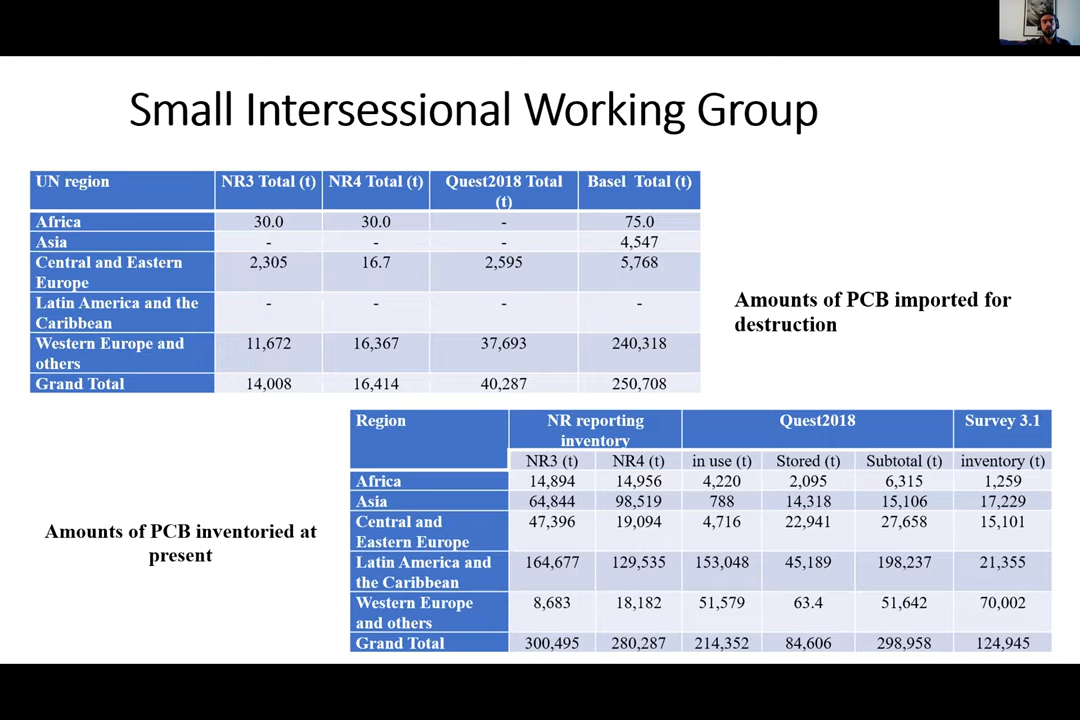 Small Intersessional Working Group
UN region NR3 Total (t) NR4 Total (t) Quest2018 Total (t) Basel Total (t)
Africa 30.0 30.0 - 75.0
Asia - - - 4,547
Central and Eastern Europe 2,305 16.7 2,595 5,768
Latin America and the Caribbean - - - -
Western Europe and others 11,672 16,367 37,693 240,318
Grand Total 14,008 16,414 40,287 250,708
Amounts of PCB imported for
destruction
Region NR reporting inventory Quest2018 Survey 3.1
NR3 (t) NR4 (t) in use (t) Stored (t) Subtotal (t) inventory (t)
Africa 14,894 14,956 4,220 2,095 6,315 1,259
Asia 64,844 98,519 788 14,318 15,106 17,229
Central and Eastern Europe 47,396 19,094 4,716 22,941 27,658 15,101
Latin America and the Caribbean 164,677 129,535 153,048 45,189 198,237 21,355
Western Europe and others 8,683 18,182 51,579 63.4 51,642 70,002
Grand Total 300,495 280,287 214,352 84,606 298,958 124,945
Amounts of PCB inventoried at
present